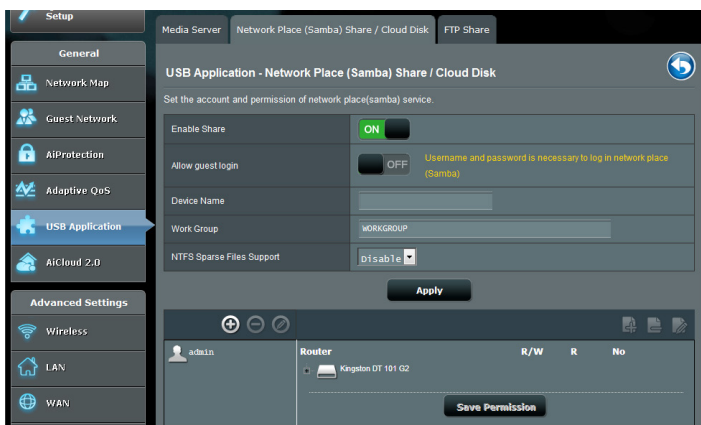 Setup
General
Network Map
Guest Network
AiProtection
Adaptive QoS
USB Application
AiCloud 2.0
Advanced Settings
Wireless
LAN
WAN
Media Server
Network Place (Samba) Share / Cloud Disk
FTP Share
USB Application - Network Place (Samba) Share / Cloud Disk
Set the account and permission of network place(samba) service.
Enable Share
ON
Allow guest login
OFF
Username and password is necessary to log in network place
(Samba)
Device Name
Work Group
WORKGROUP
NTFS Sparse Files Support
Disable
Apply
admin
Router
R/W
R
No
Kingston DT 101 G2
Save Permission